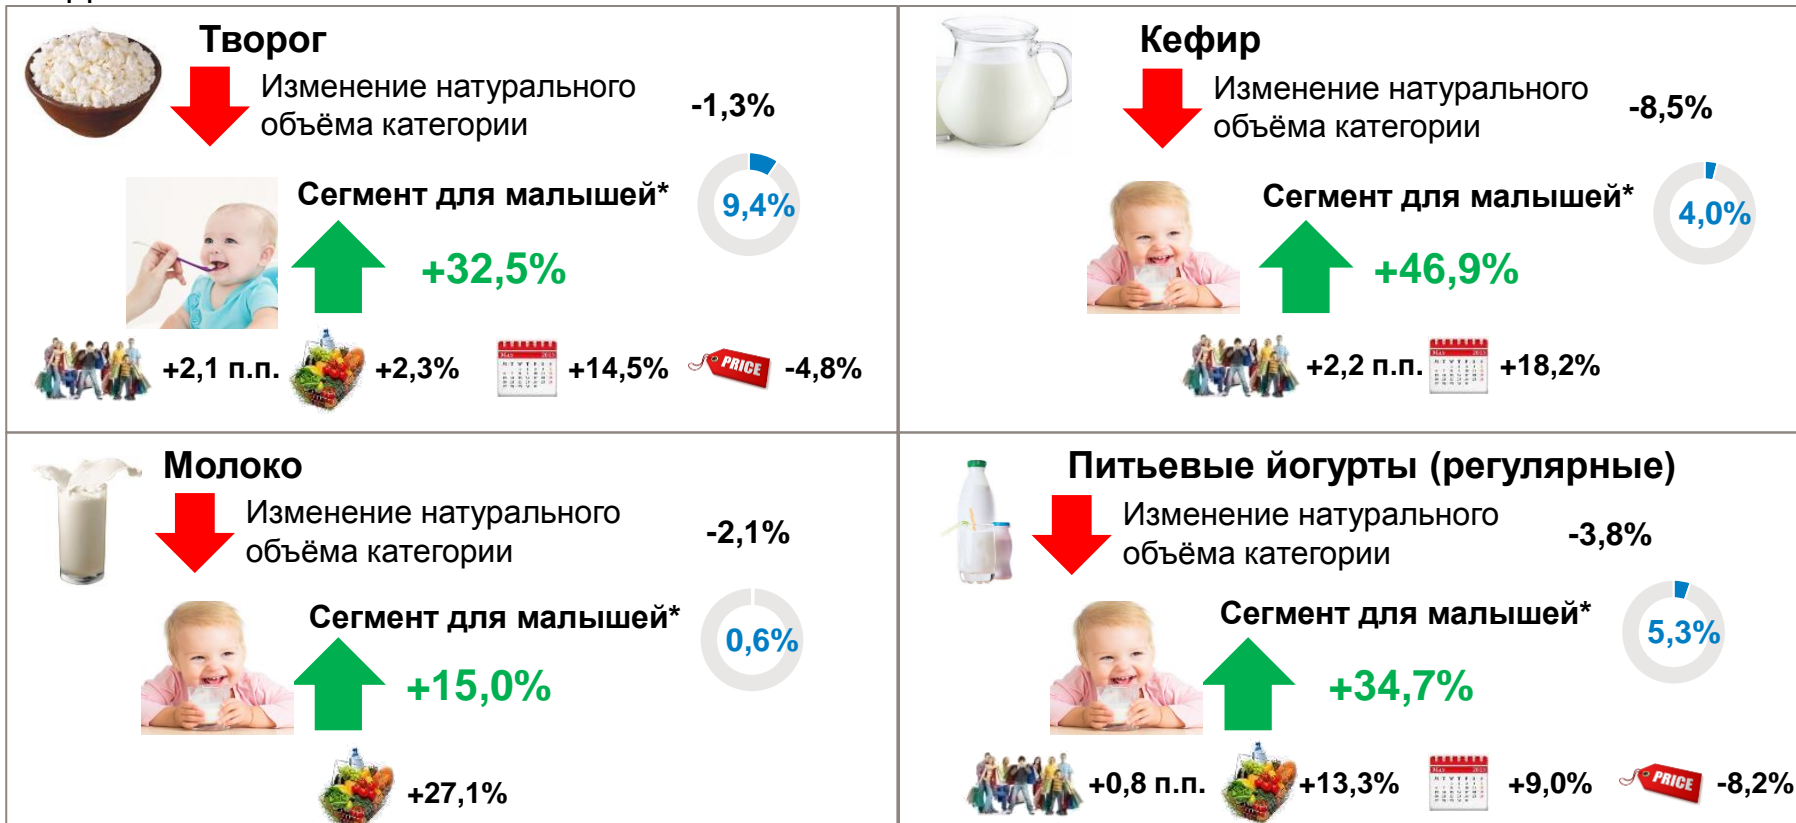 Творог
Изменение натурального
объёма категории
-1,3%
Сегмент для малышей*
9,4%
+32,5%
+2,1 п.п.
+2,3%
+14,5%
PRICE
-4,8%
Кефир
Изменение натурального
объёма категории
-8,5%
Сегмент для малышей*
4,0%
+46,9%
+2,2 п.п.
+18,2%
Молоко
Изменение натурального
объёма категории
-2,1%
Сегмент для малышей*
0,6%
+15,0%
+27,1%
Питьевые йогурты (регулярные)
Изменение натурального
объёма категории
-3,8%
Сегмент для малышей*
5,3%
+34,7%
+0,8 п.п.
+13,3%
+9,0%
PRICE
-8,2%